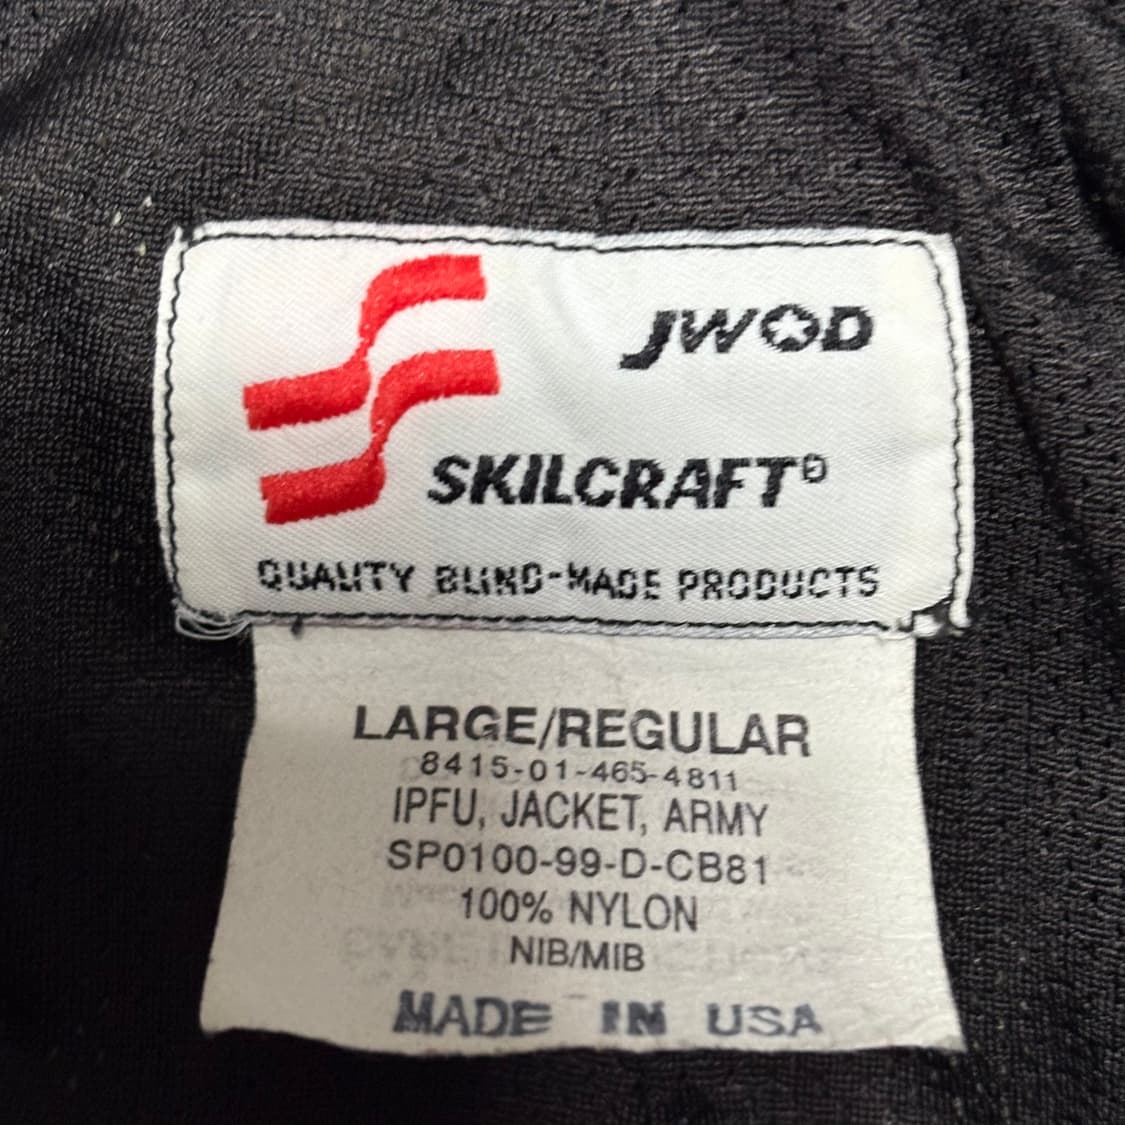 JWOD
SKILCRAFT®
QUALITY BLIND-MADE PRODUCTS
LARGE/REGULAR
8415-01-465-4811
IPFU, JACKET, ARMY
SP0100-99-D-CB81
100% NYLON
NIB/MIB
MADE IN USA